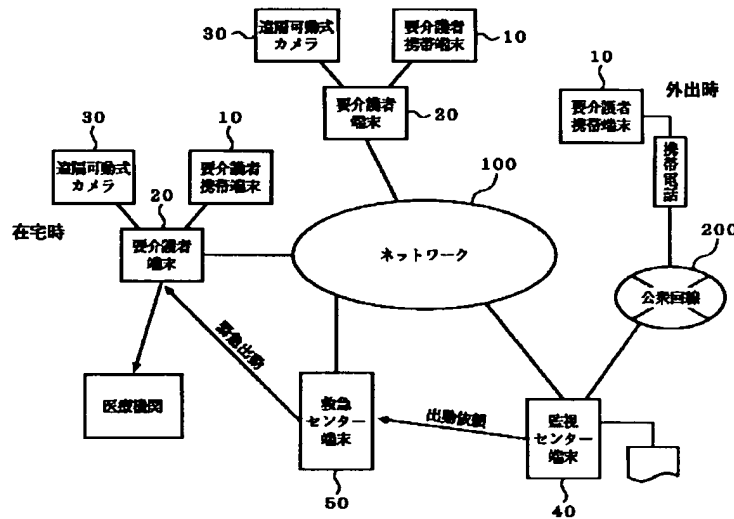 30
遠隔可動式
カメラ
要介護者
携帯端末
10
要介護者
端末
20
10
外出時
要介護者
携帯端末
携帯電話
30
10
遠隔可動式
カメラ
要介護者
携帯端末
20
在宅時
要介護者
端末
100
ネットワーク
200
公衆回線
緊急出動
医療機関
救急
センター
端末
50
出動依頼
監視
センター
端末
40